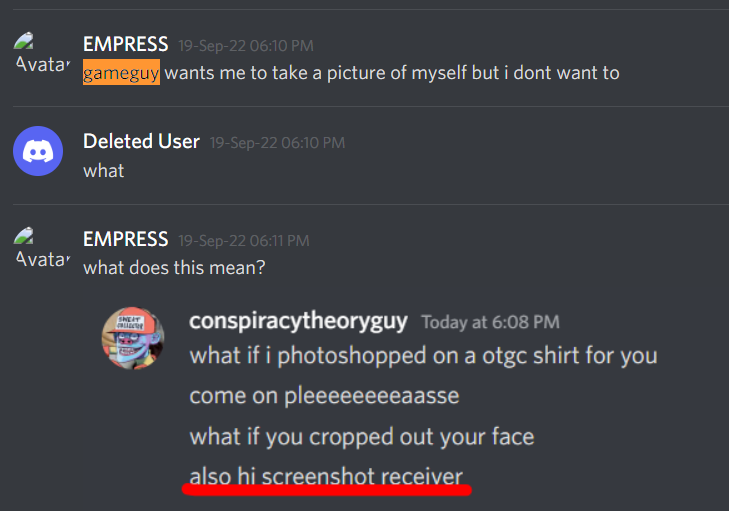 EMPRESS 19-Sep-22 06:10 PM
Avatar
gameguy wants me to take a picture of myself but i dont want to
Deleted User 19-Sep-22 06:10 PM
what
EMPRESS 19-Sep-22 06:11 PM
Avatar
what does this mean?
SWEAT
COLLECTOR
conspiracytheoryguy Today at 6:08 PM
what if i photoshopped on a otgc shirt for you
come on pleeeeeeeeaasse
what if you cropped out your face
also hi screenshot receiver